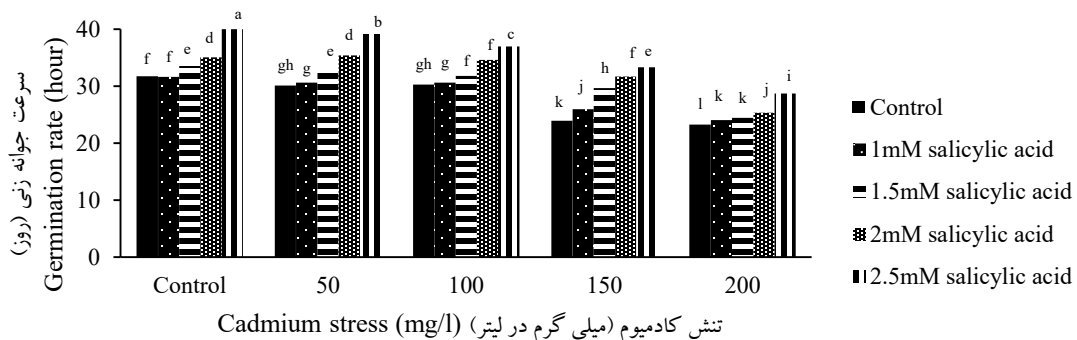 سرعت جوانه زنی (روز)
Germination rate (hour)
40
30
20
10
0
f f e d a
gh g e d b
gh g f f c
k j h f e
l k k j i
Control 50 100 150 200
Cadmium stress (mg/l) تنش کادمیوم (میلی گرم در لیتر)
Control
1mM salicylic acid
1.5mM salicylic acid
2mM salicylic acid
2.5mM salicylic acid